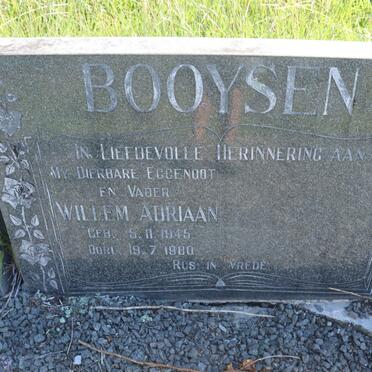 BOOYSEN
IN LIEFDEVOLLE HERINNERING AAN
MY DIERBARE EGGENOOT
EN VADER
WILLEM ADRIAAN
GEB. 5.11.1945
OORL. 19.7.1980
RUS IN VREDE